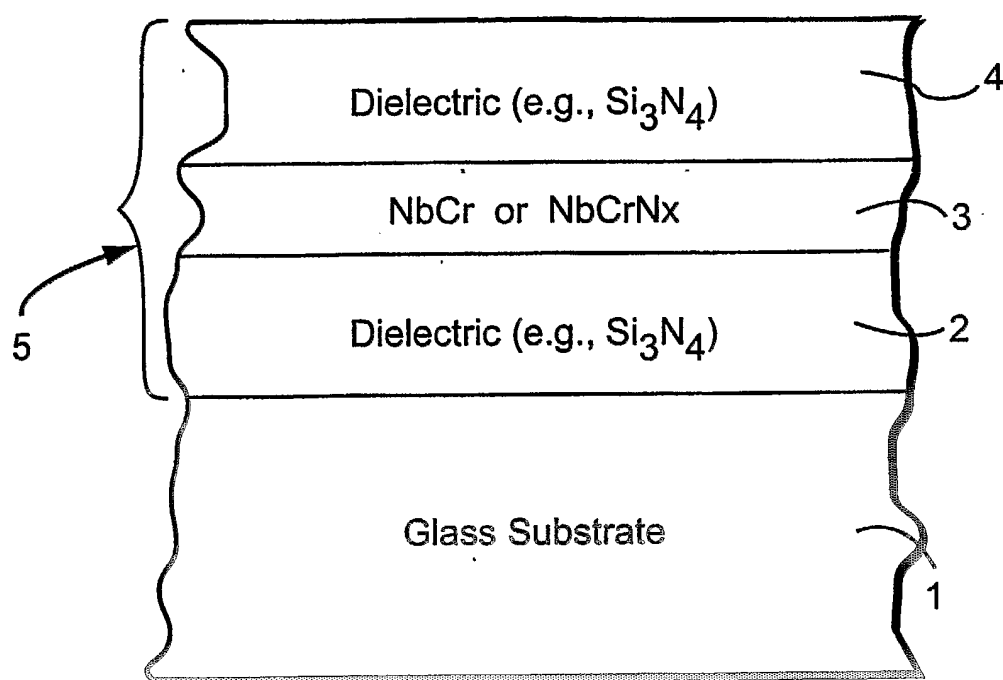 Dielectric (e.g., Si₃N₄)
4
NbCr or NbCrNx
3
Dielectric (e.g., Si₃N₄)
2
5
Glass Substrate
1